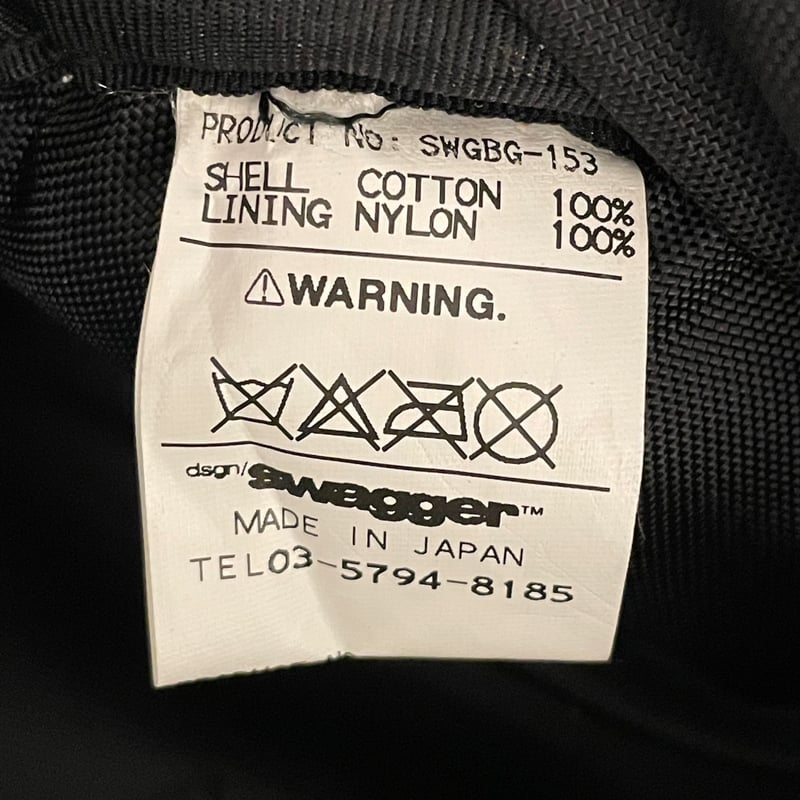 PRODUCT No: SWGBG-153
SHELL COTTON 100%
LINING NYLON 100%
WARNING.
dsgn/swagger™
MADE IN JAPAN
TEL03-5794-8185